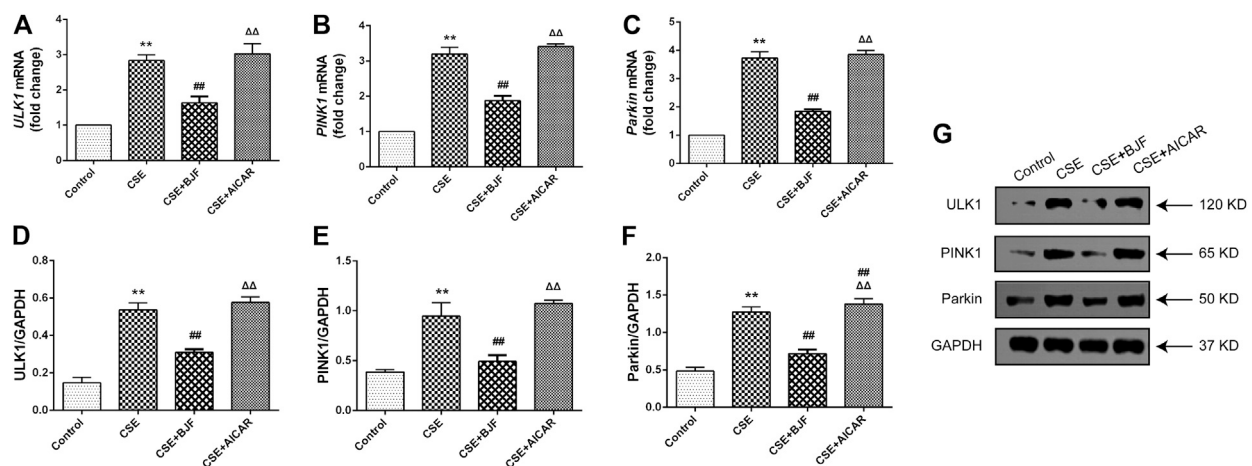 A
ULK1 mRNA
(fold change)
4
3
2
1
0
**
##
ΔΔ
Control
CSE
CSE+BJF
CSE+AICAR
B
PINK1 mRNA
(fold change)
4
3
2
1
0
**
##
ΔΔ
Control
CSE
CSE+BJF
CSE+AICAR
C
Parkin mRNA
(fold change)
5
4
3
2
1
0
**
##
ΔΔ
Control
CSE
CSE+BJF
CSE+AICAR
D
ULK1/GAPDH
0.8
0.6
0.4
0.2
0.0
**
##
ΔΔ
Control
CSE
CSE+BJF
CSE+AICAR
E
PINK1/GAPDH
1.5
1.0
0.5
0.0
**
##
ΔΔ
Control
CSE
CSE+BJF
CSE+AICAR
F
Parkin/GAPDH
2.0
1.5
1.0
0.5
0.0
**
##
##
ΔΔ
Control
CSE
CSE+BJF
CSE+AICAR
G
Control
CSE
CSE+BJF
CSE+AICAR
ULK1 120 KD
PINK1 65 KD
Parkin 50 KD
GAPDH 37 KD